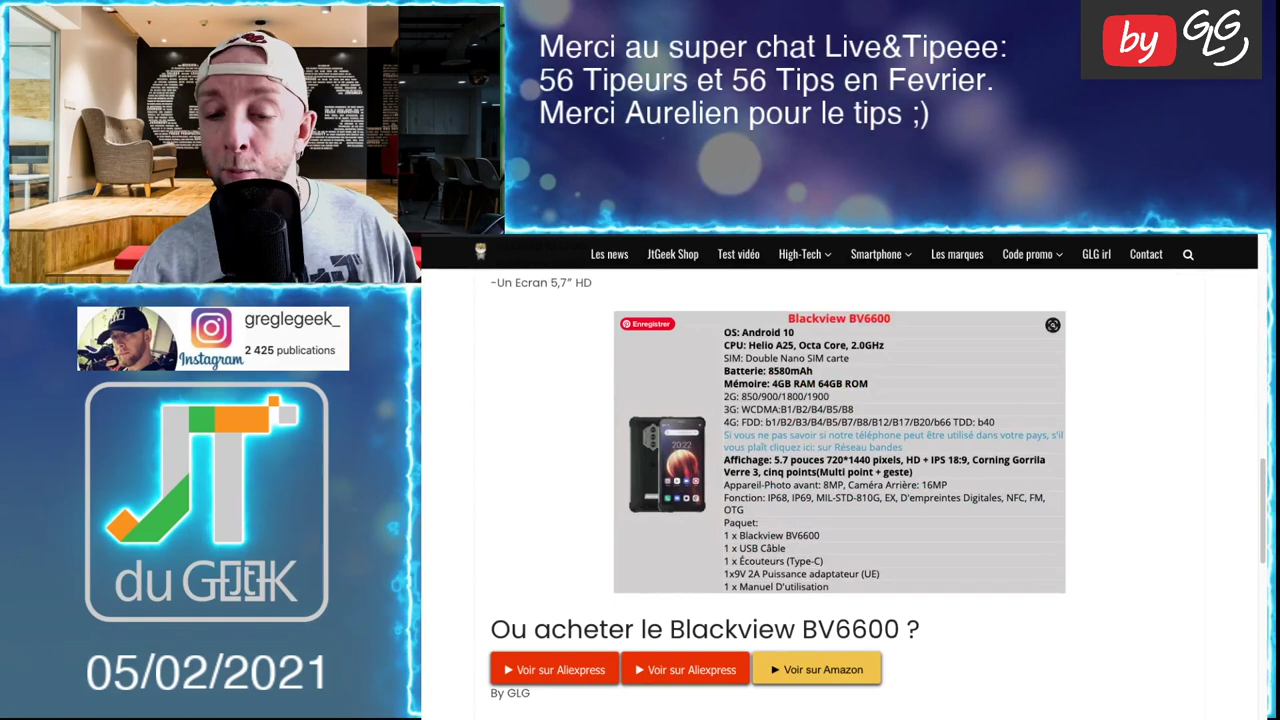 by GLG
Merci au super chat Live&Tipeee:
56 Tipeurs et 56 Tips en Fevrier.
Merci Aurelien pour le tips ;)
Les news JtGeek Shop Test vidéo High-Tech Smartphone Les marques Code promo GLG irl Contact
-Un Ecran 5,7” HD
Enregistrer
Blackview BV6600
OS: Android 10
CPU: Helio A25, Octa Core, 2.0GHz
SIM: Double Nano SIM carte
Batterie: 8580mAh
Mémoire: 4GB RAM 64GB ROM
2G: 850/900/1800/1900
3G: WCDMA:B1/B2/B4/B5/B8
4G: FDD: b1/B2/B3/B4/B5/B7/B8/B12/B17/B20/b66 TDD: b40
Si vous ne pas savoir si notre téléphone peut être utilisé dans votre pays, s'il
vous plaît cliquez ici: sur Réseau bandes
Affichage: 5.7 pouces 720*1440 pixels, HD + IPS 18:9, Corning Gorrila
Verre 3, cinq points(Multi point + geste)
Appareil-Photo avant: 8MP, Caméra Arrière: 16MP
Fonction: IP68, IP69, MIL-STD-810G, EX, D'empreintes Digitales, NFC, FM,
OTG
Paquet:
1 x Blackview BV6600
1 x USB Câble
1 x Écouteurs (Type-C)
1x9V 2A Puissance adaptateur (UE)
1 x Manuel D'utilisation
20:22
Ou acheter le Blackview BV6600 ?
► Voir sur Aliexpress ► Voir sur Aliexpress ► Voir sur Amazon
By GLG
greglegeek_
Instagram
2 425 publications
JT
du GEEK
05/02/2021